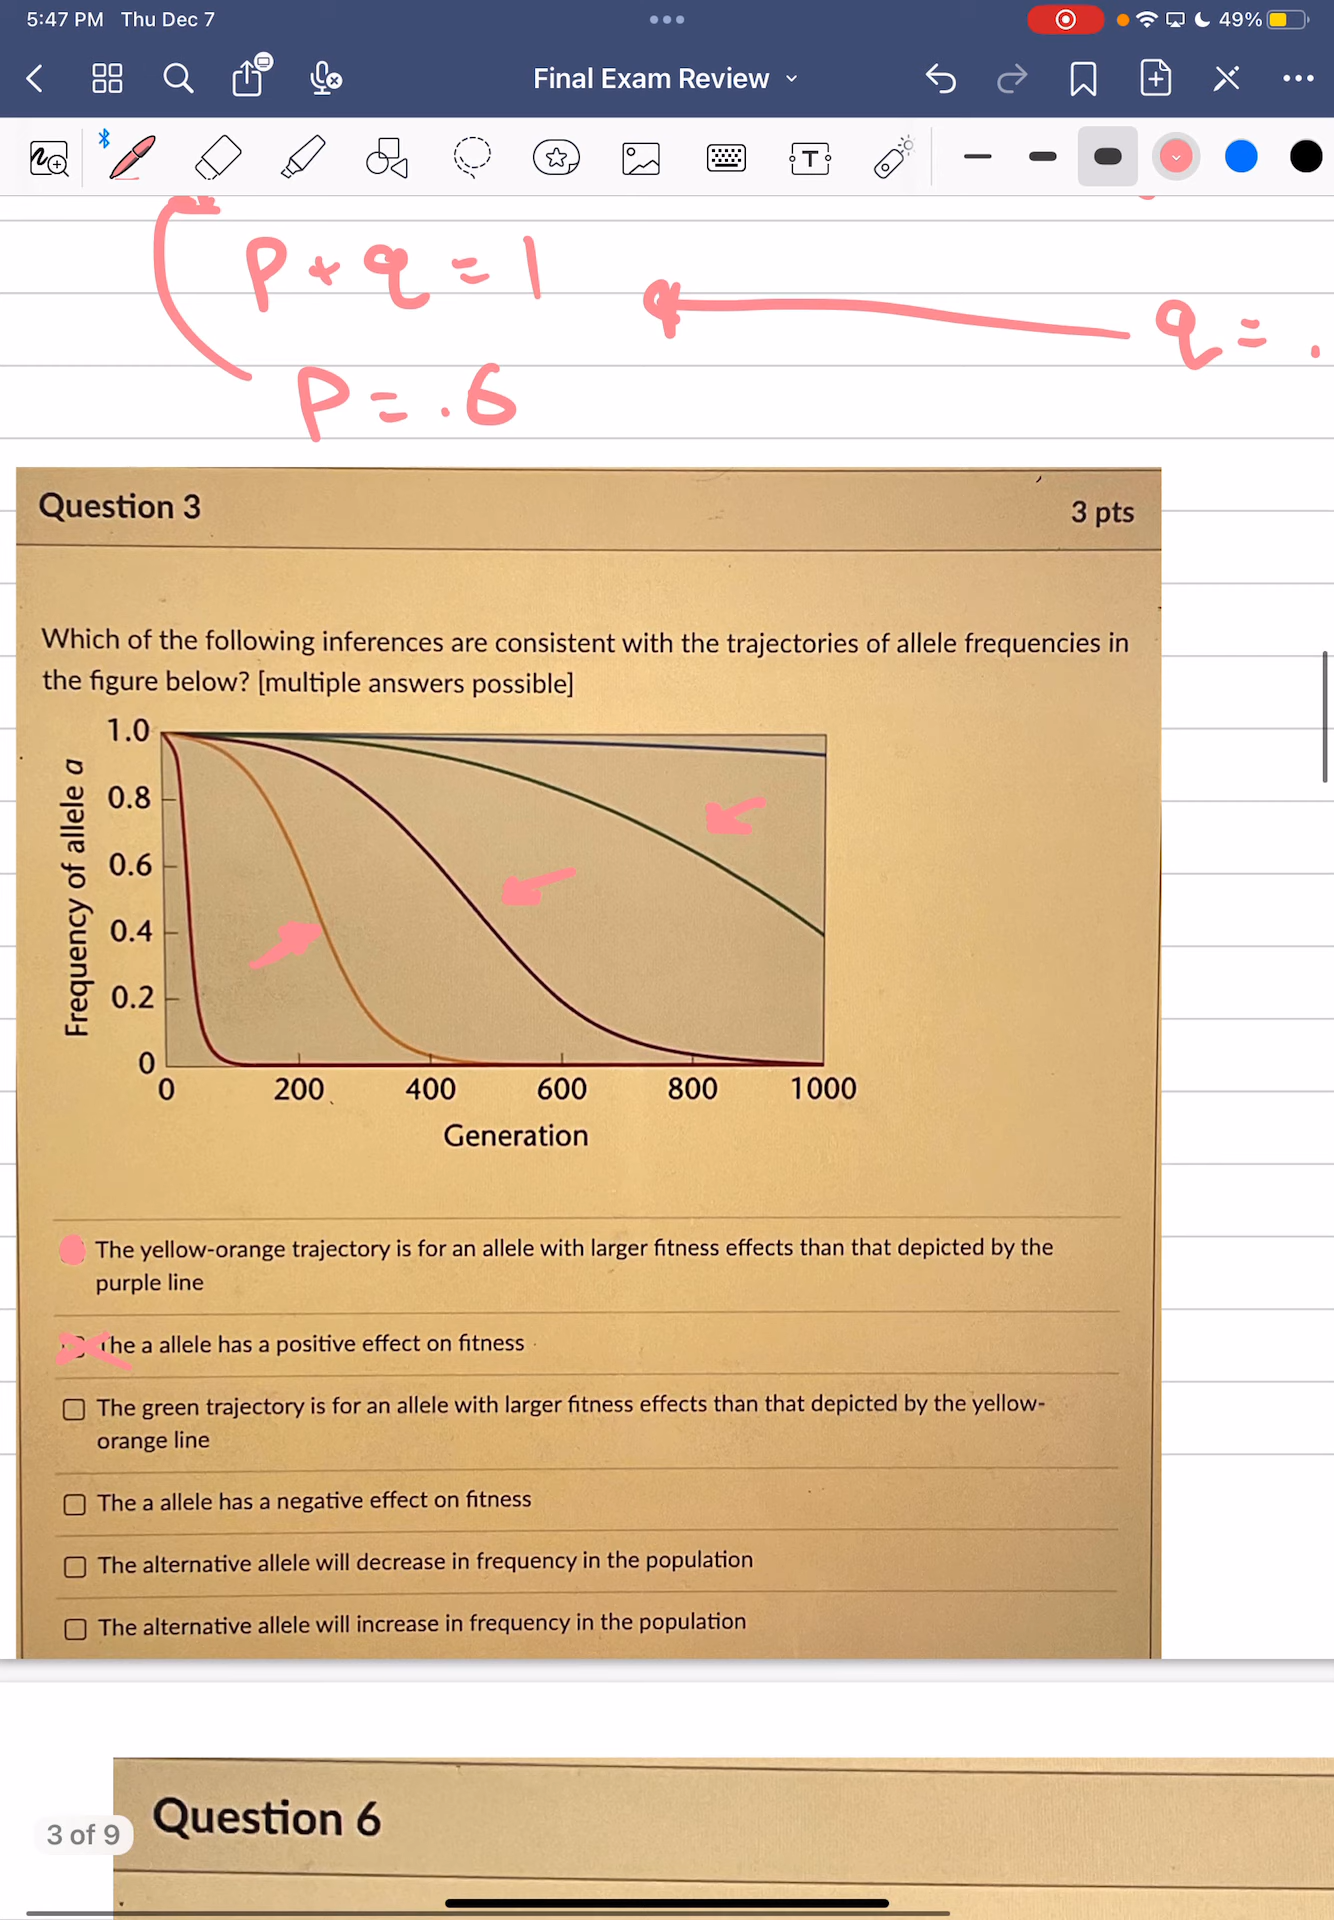 5:47 PM Thu Dec 7
49%
Final Exam Review
T
P + q = 1
q = .
P = .6
Question 3
3 pts
Which of the following inferences are consistent with the trajectories of allele frequencies in
the figure below? [multiple answers possible]
Frequency of allele a
1.0
0.8
0.6
0.4
0.2
0
0 200 400 600 800 1000
Generation
The yellow-orange trajectory is for an allele with larger fitness effects than that depicted by the
purple line
The a allele has a positive effect on fitness
The green trajectory is for an allele with larger fitness effects than that depicted by the yellow-
orange line
The a allele has a negative effect on fitness
The alternative allele will decrease in frequency in the population
The alternative allele will increase in frequency in the population
3 of 9
Question 6